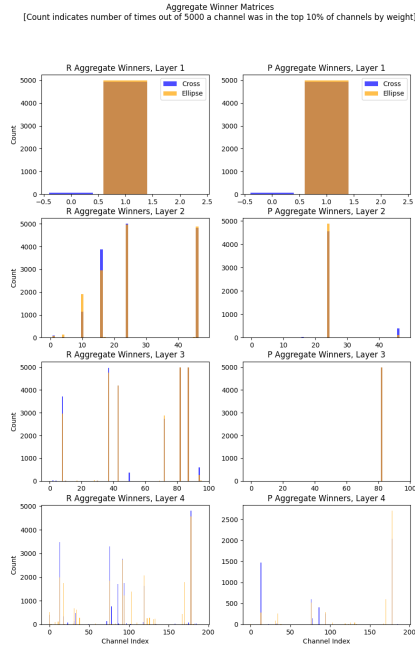 Aggregate Winner Matrices
[Count indicates number of times out of 5000 a channel was in the top 10% of channels by weight]
R Aggregate Winners, Layer 1
P Aggregate Winners, Layer 1
Cross
Ellipse
Cross
Ellipse
Count
5000
4000
3000
2000
1000
0
5000
4000
3000
2000
1000
0
−0.5 0.0 0.5 1.0 1.5 2.0 2.5
−0.5 0.0 0.5 1.0 1.5 2.0 2.5
R Aggregate Winners, Layer 2
P Aggregate Winners, Layer 2
Count
5000
4000
3000
2000
1000
0
5000
4000
3000
2000
1000
0
0 10 20 30 40
0 10 20 30 40
R Aggregate Winners, Layer 3
P Aggregate Winners, Layer 3
Count
5000
4000
3000
2000
1000
0
5000
4000
3000
2000
1000
0
0 20 40 60 80 100
0 20 40 60 80 100
R Aggregate Winners, Layer 4
P Aggregate Winners, Layer 4
Count
5000
4000
3000
2000
1000
0
2500
2000
1500
1000
500
0
0 50 100 150 200
0 50 100 150 200
Channel Index
Channel Index